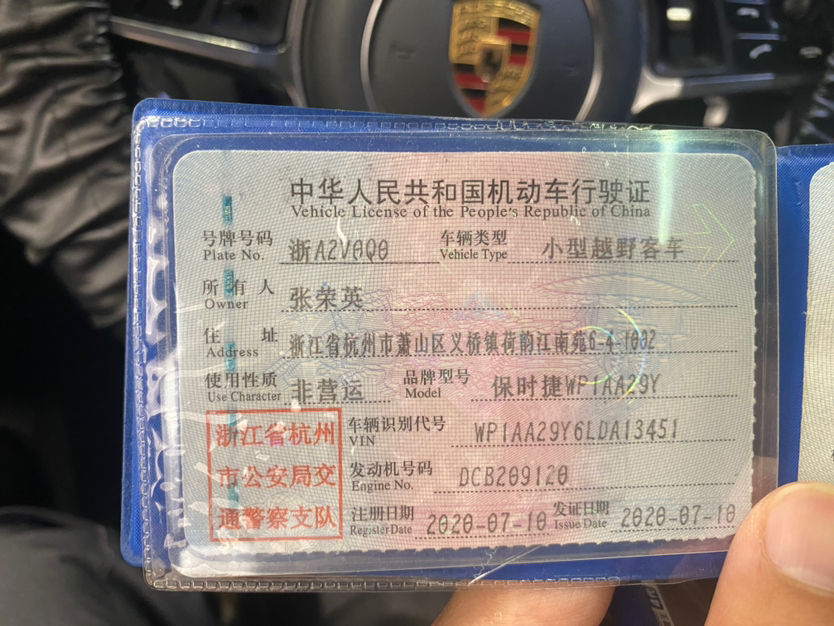 中华人民共和国机动车行驶证
Vehicle License of the People's Republic of China
号牌号码 浙A2V0Q0 车辆类型 小型越野客车
Plate No. Vehicle Type
所有人 张荣英
Owner
住址 浙江省杭州市萧山区义桥镇荷韵江南苑6-4-1002
Address
使用性质 非营运 品牌型号 保时捷WP1AA29Y
Use Character Model
浙江省杭州
市公安局交
通警察支队
车辆识别代号 WP1AA29Y6LDA13451
VIN
发动机号码 DCB209120
Engine No.
注册日期 2020-07-10 发证日期 2020-07-10
Register Date Issue Date